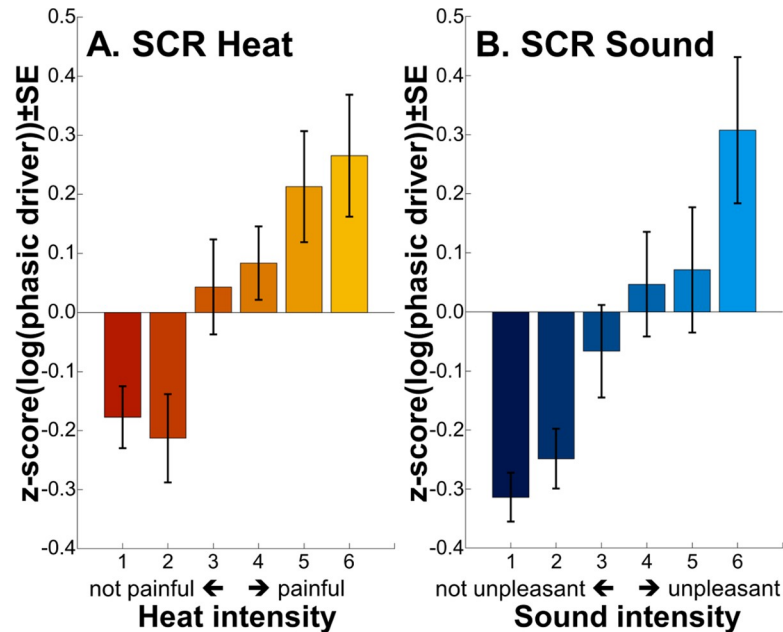 A. SCR Heat
z-score(log(phasic driver))±SE
0.5
0.4
0.3
0.2
0.1
0.0
-0.1
-0.2
-0.3
-0.4
1 2 3 4 5 6
not painful ← → painful
Heat intensity
B. SCR Sound
z-score(log(phasic driver))±SE
0.5
0.4
0.3
0.2
0.1
0.0
-0.1
-0.2
-0.3
-0.4
1 2 3 4 5 6
not unpleasant ← → unpleasant
Sound intensity